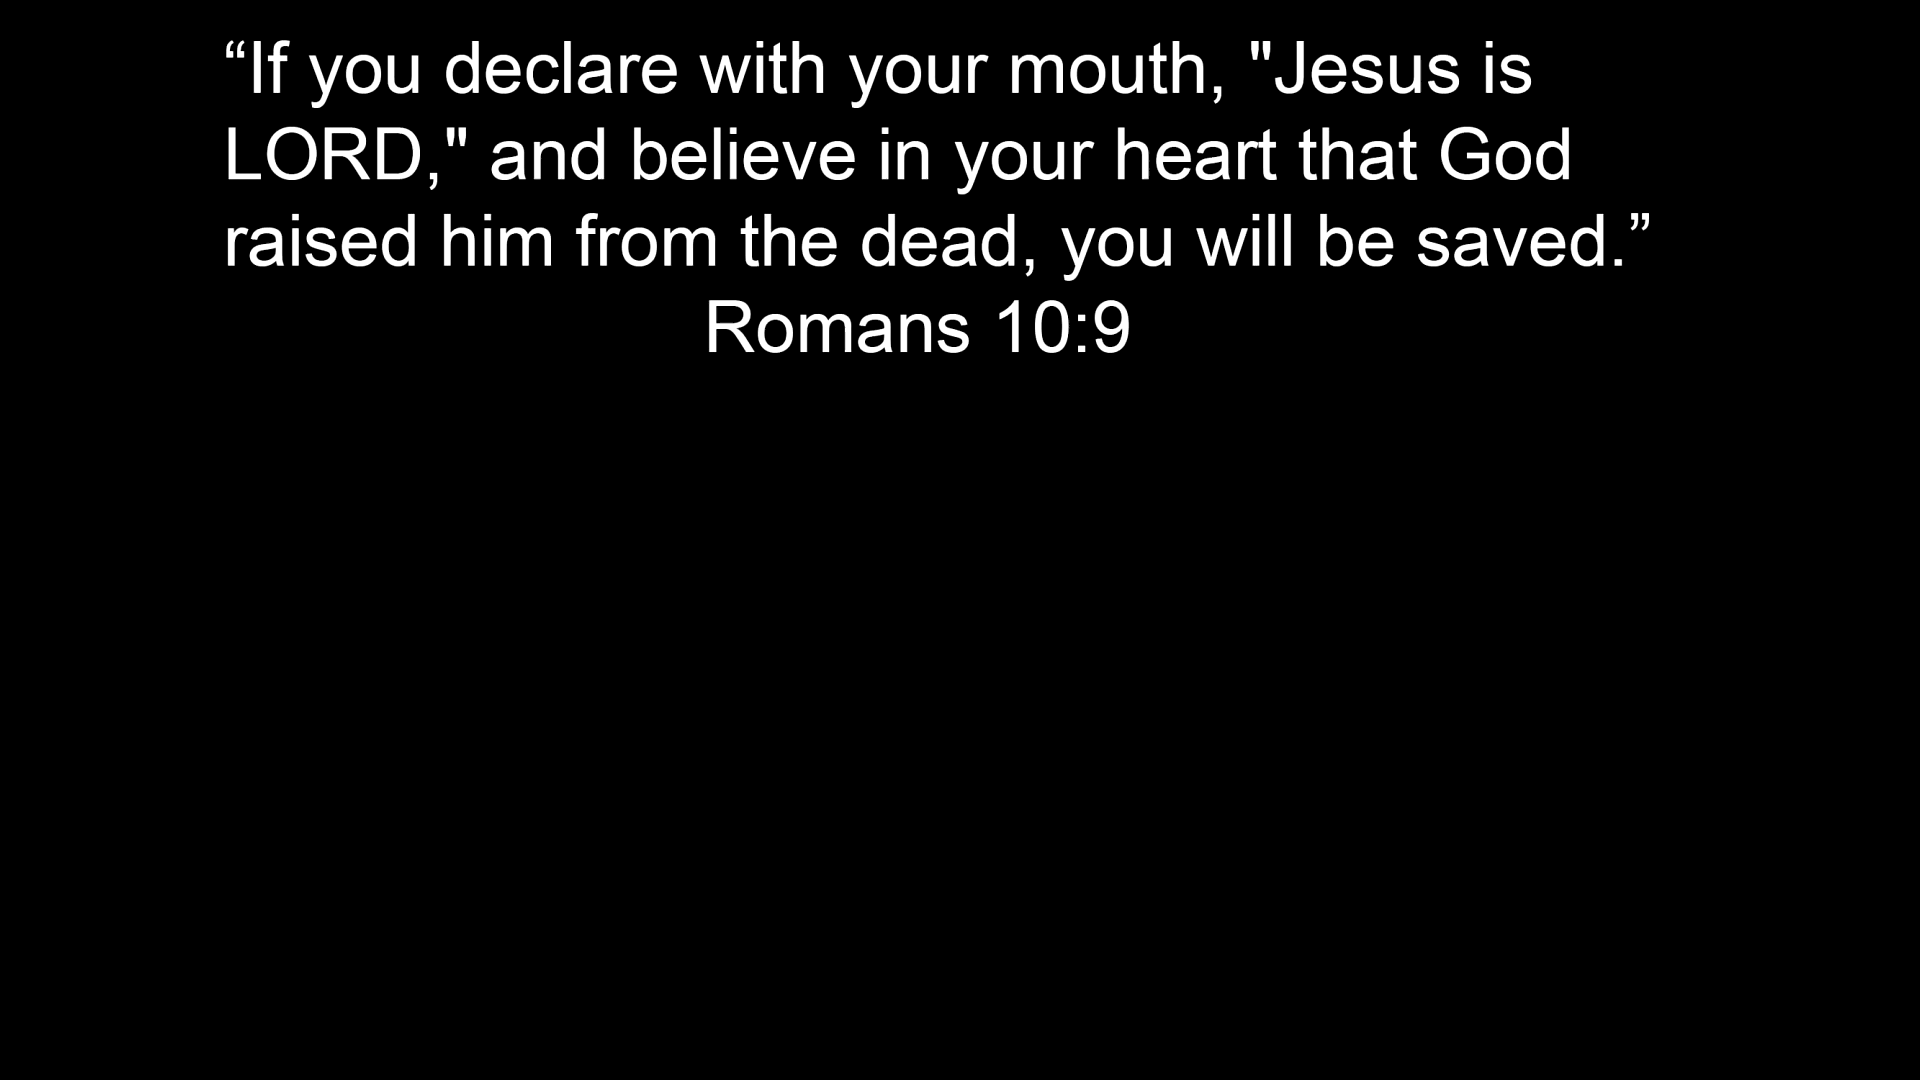 “If you declare with your mouth, "Jesus is
LORD," and believe in your heart that God
raised him from the dead, you will be saved.”
Romans 10:9